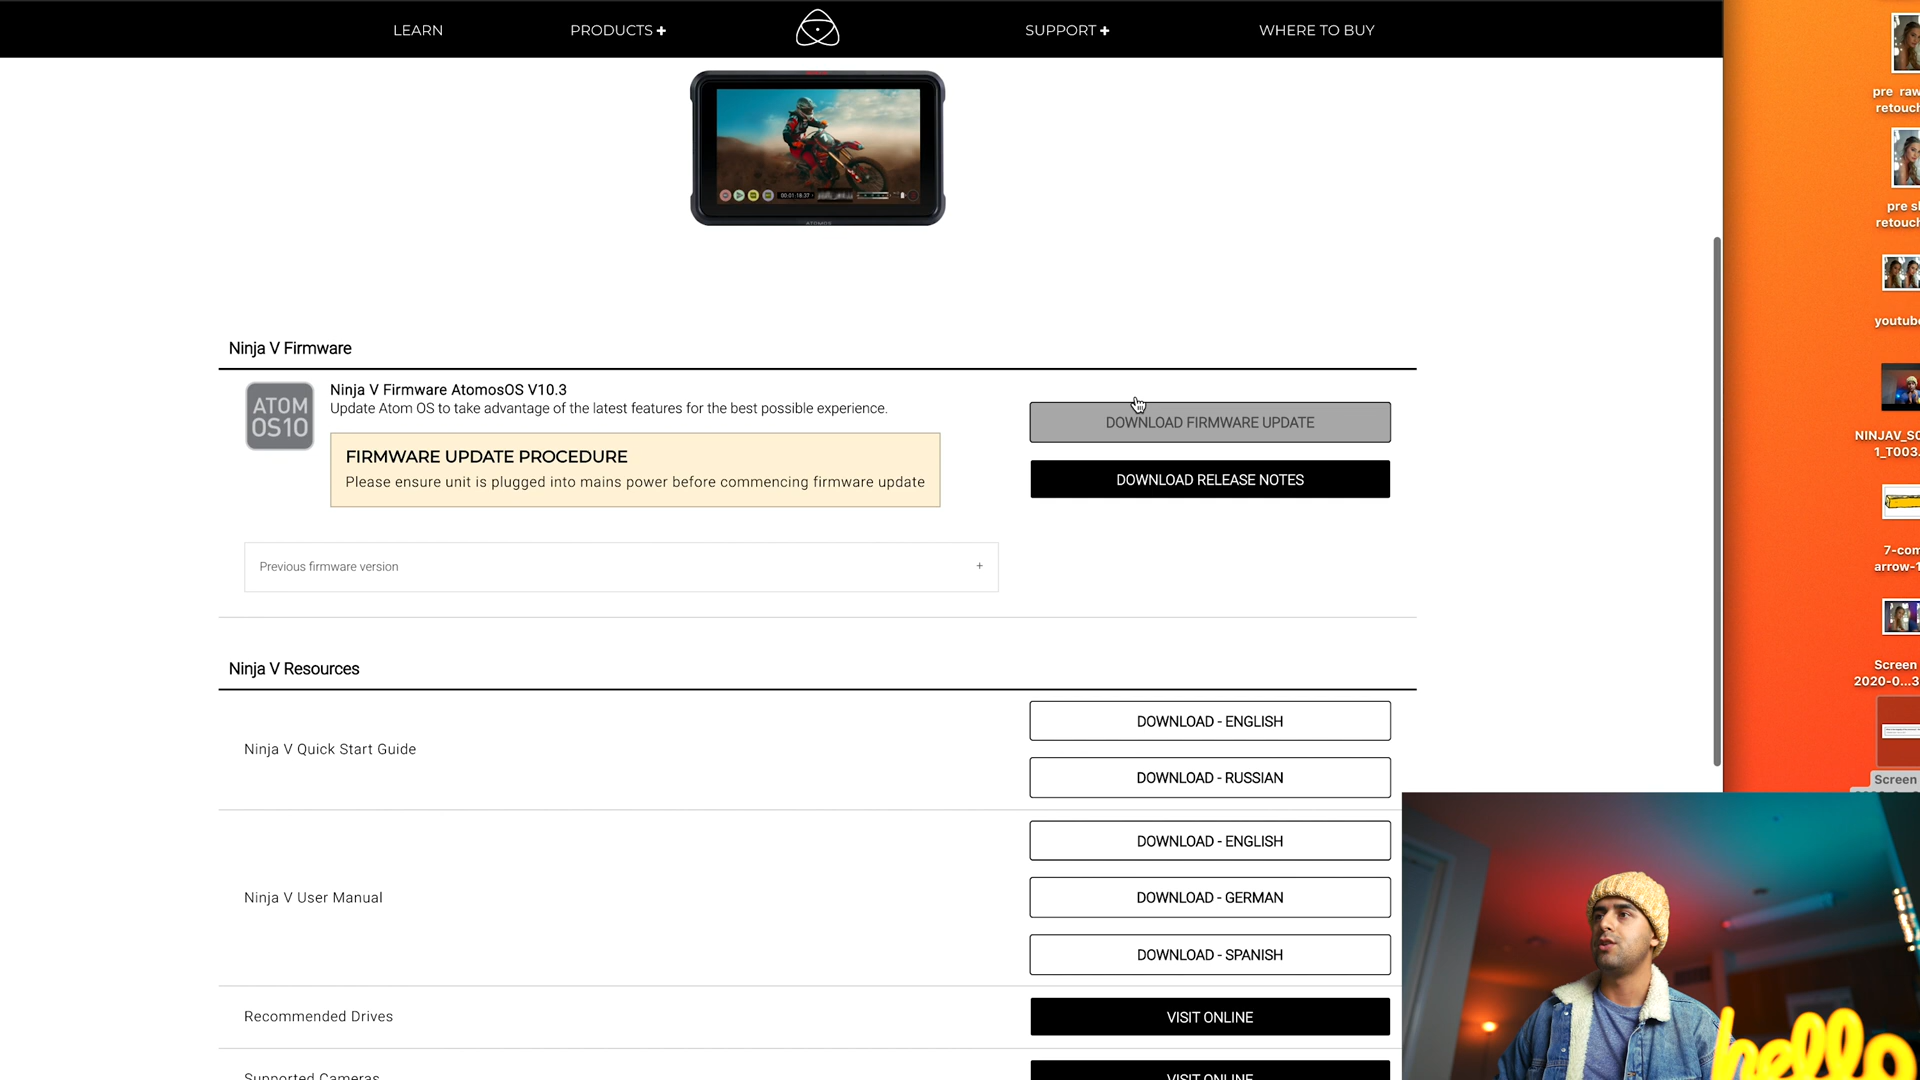 LEARN
PRODUCTS +
SUPPORT +
WHERE TO BUY
ATOMOS
Ninja V Firmware
ATOM
OS10
Ninja V Firmware AtomosOS V10.3
Update Atom OS to take advantage of the latest features for the best possible experience.
FIRMWARE UPDATE PROCEDURE
Please ensure unit is plugged into mains power before commencing firmware update
DOWNLOAD FIRMWARE UPDATE
DOWNLOAD RELEASE NOTES
Previous firmware version +
Ninja V Resources
Ninja V Quick Start Guide
DOWNLOAD - ENGLISH
DOWNLOAD - RUSSIAN
Ninja V User Manual
DOWNLOAD - ENGLISH
DOWNLOAD - GERMAN
DOWNLOAD - SPANISH
Recommended Drives
VISIT ONLINE
Supported Cameras
VISIT ONLINE
pre raw
retouch
pre s
retouch
youtube
NINJAV_S
1_T003.
7-com
arrow-1
Screen
2020-0...3
Screen
hello